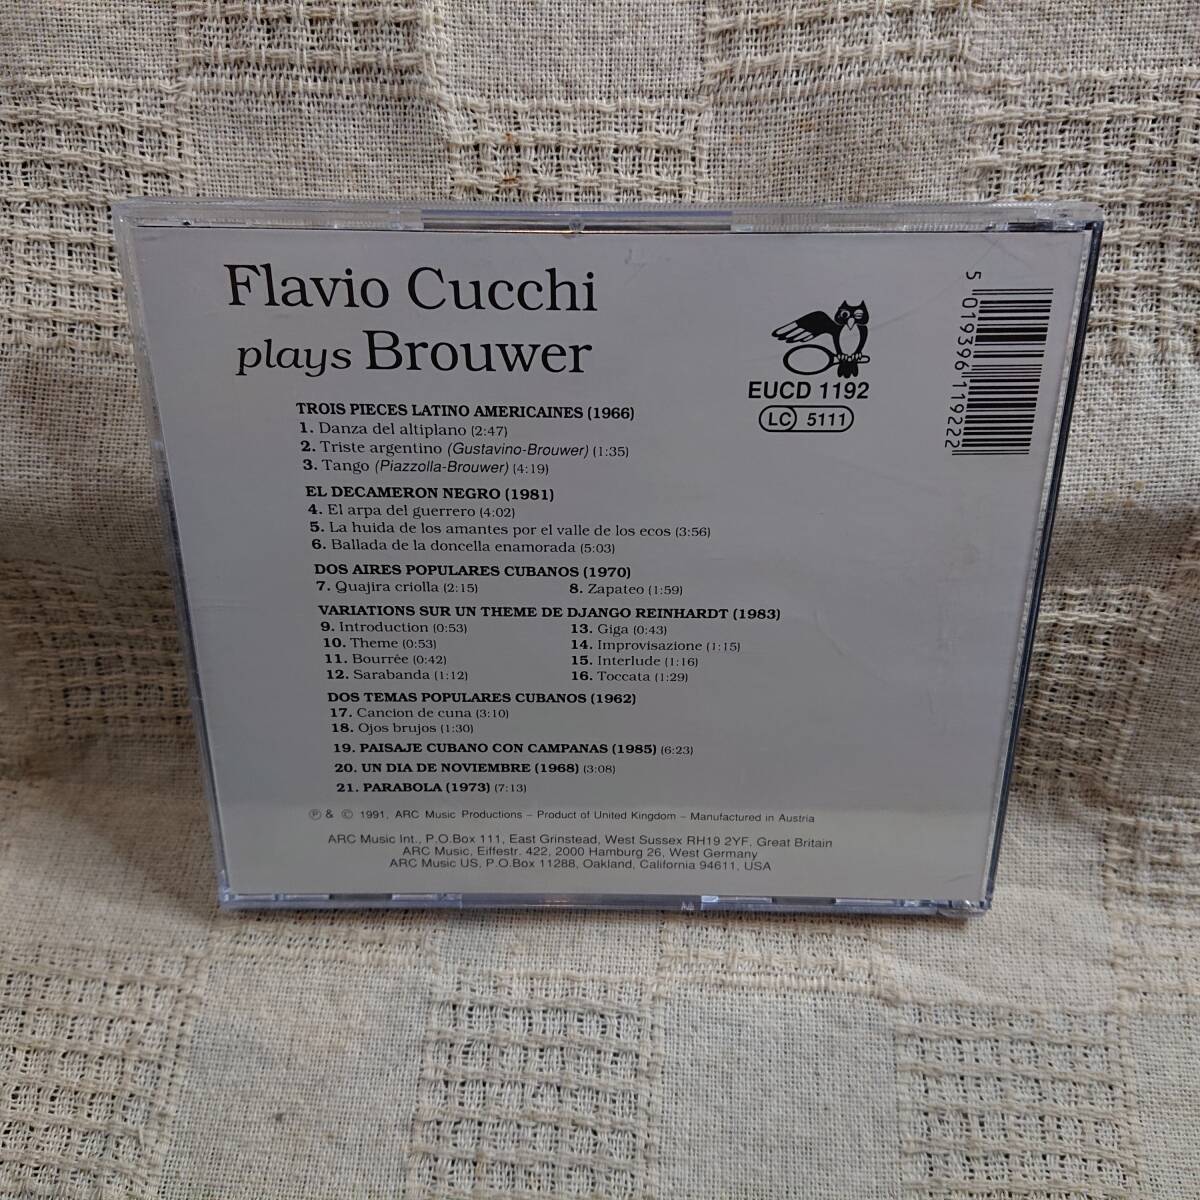 Flavio Cucchi
plays Brouwer
EUCD 1192
LC 5111
5 019396 119222
TROIS PIECES LATINO AMERICAINES (1966)
1. Danza del altiplano (2:47)
2. Triste argentino (Gustavino-Brouwer) (1:35)
3. Tango (Piazzolla-Brouwer) (4:19)
EL DECAMERON NEGRO (1981)
4. El arpa del guerrero (4:02)
5. La huida de los amantes por el valle de los ecos (3:56)
6. Ballada de la doncella enamorada (5:03)
DOS AIRES POPULARES CUBANOS (1970)
7. Quajira criolla (2:15)
8. Zapateo (1:59)
VARIATIONS SUR UN THEME DE DJANGO REINHARDT (1983)
9. Introduction (0:53)
10. Theme (0:53)
11. Bourrèe (0:42)
12. Sarabanda (1:12)
13. Giga (0:43)
14. Improvisazione (1:15)
15. Interlude (1:16)
16. Toccata (1:29)
DOS TEMAS POPULARES CUBANOS (1962)
17. Cancion de cuna (3:10)
18. Ojos brujos (1:30)
19. PAISAJE CUBANO CON CAMPANAS (1985) (6:23)
20. UN DIA DE NOVIEMBRE (1968) (3:08)
21. PARABOLA (1973) (7:13)
℗ & © 1991, ARC Music Productions – Product of United Kingdom – Manufactured in Austria
ARC Music Int., P.O.Box 111, East Grinstead, West Sussex RH19 2YF, Great Britain
ARC Music, Eiffestr. 422, 2000 Hamburg 26, West Germany
ARC Music US, P.O.Box 11288, Oakland, California 94611, USA